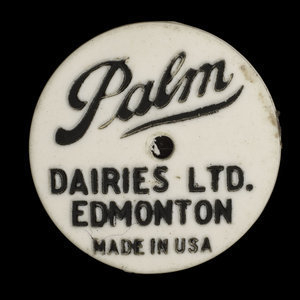 Palm
DAIRIES LTD.
EDMONTON
MADE IN USA